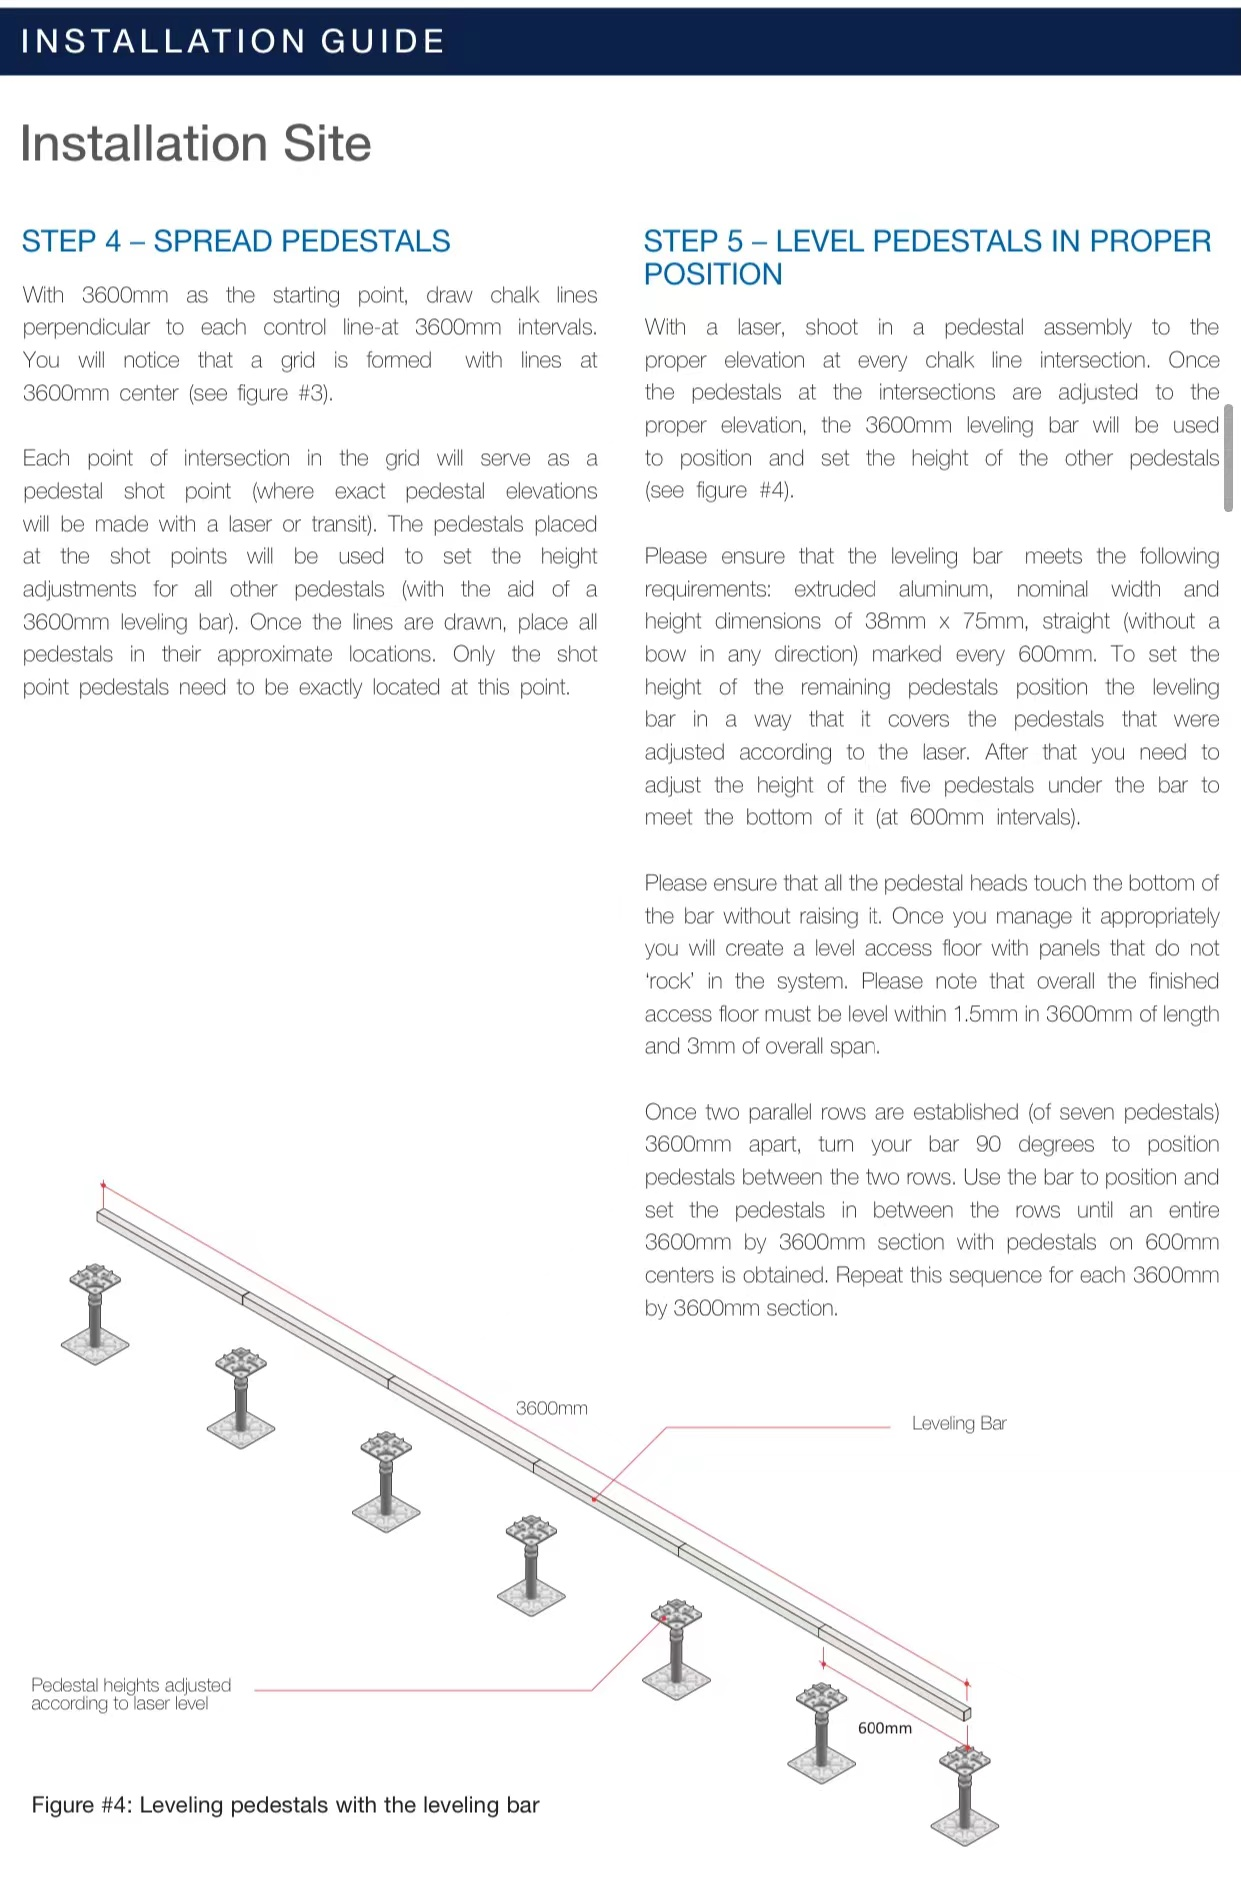 INSTALLATION GUIDE
Installation Site
STEP 4 – SPREAD PEDESTALS
With 3600mm as the starting point, draw chalk lines
perpendicular to each control line-at 3600mm intervals.
You will notice that a grid is formed with lines at
3600mm center (see figure #3).
Each point of intersection in the grid will serve as a
pedestal shot point (where exact pedestal elevations
will be made with a laser or transit). The pedestals placed
at the shot points will be used to set the height
adjustments for all other pedestals (with the aid of a
3600mm leveling bar). Once the lines are drawn, place all
pedestals in their approximate locations. Only the shot
point pedestals need to be exactly located at this point.
STEP 5 – LEVEL PEDESTALS IN PROPER
POSITION
With a laser, shoot in a pedestal assembly to the
proper elevation at every chalk line intersection. Once
the pedestals at the intersections are adjusted to the
proper elevation, the 3600mm leveling bar will be used
to position and set the height of the other pedestals
(see figure #4).
Please ensure that the leveling bar meets the following
requirements: extruded aluminum, nominal width and
height dimensions of 38mm x 75mm, straight (without a
bow in any direction) marked every 600mm. To set the
height of the remaining pedestals position the leveling
bar in a way that it covers the pedestals that were
adjusted according to the laser. After that you need to
adjust the height of the five pedestals under the bar to
meet the bottom of it (at 600mm intervals).
Please ensure that all the pedestal heads touch the bottom of
the bar without raising it. Once you manage it appropriately
you will create a level access floor with panels that do not
‘rock’ in the system. Please note that overall the finished
access floor must be level within 1.5mm in 3600mm of length
and 3mm of overall span.
Once two parallel rows are established (of seven pedestals)
3600mm apart, turn your bar 90 degrees to position
pedestals between the two rows. Use the bar to position and
set the pedestals in between the rows until an entire
3600mm by 3600mm section with pedestals on 600mm
centers is obtained. Repeat this sequence for each 3600mm
by 3600mm section.
3600mm
Leveling Bar
Pedestal heights adjusted
according to laser level
600mm
Figure #4: Leveling pedestals with the leveling bar